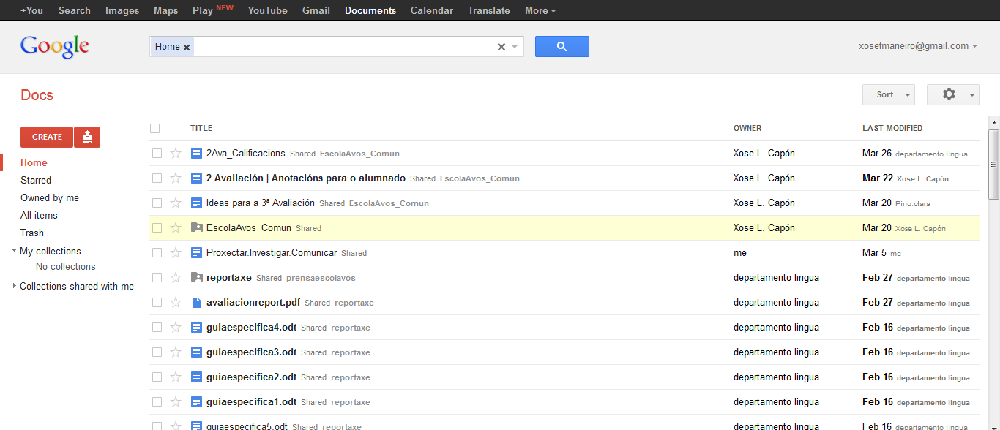 +You Search Images Maps Play NEW YouTube Gmail Documents Calendar Translate More
Google Home xosefmaneiro@gmail.com
Docs Sort
CREATE
Home
Starred
Owned by me
All items
Trash
My collections
No collections
Collections shared with me
TITLE OWNER LAST MODIFIED
2Ava_Calificacions Shared EscolaAvos_Comun Xose L. Capón Mar 26 departamento lingua
2 Avaliación | Anotacións para o alumnado Shared EscolaAvos_Comun Xose L. Capón Mar 22 Xose L. Capón
Ideas para a 3ª Avaliación Shared EscolaAvos_Comun Xose L. Capón Mar 20 Pino.clara
EscolaAvos_Comun Shared Xose L. Capón Mar 20 Xose L. Capón
Proxectar.Investigar.Comunicar Shared me Mar 5 me
reportaxe Shared prensaescolavos departamento lingua Feb 27 departamento lingua
avaliacionreport.pdf Shared reportaxe departamento lingua Feb 27 departamento lingua
guiaespecifica4.odt Shared reportaxe departamento lingua Feb 16 departamento lingua
guiaespecifica3.odt Shared reportaxe departamento lingua Feb 16 departamento lingua
guiaespecifica2.odt Shared reportaxe departamento lingua Feb 16 departamento lingua
guiaespecifica1.odt Shared reportaxe departamento lingua Feb 16 departamento lingua
guiaespecifica5.odt Shared reportaxe departamento lingua Feb 16 departamento lingua